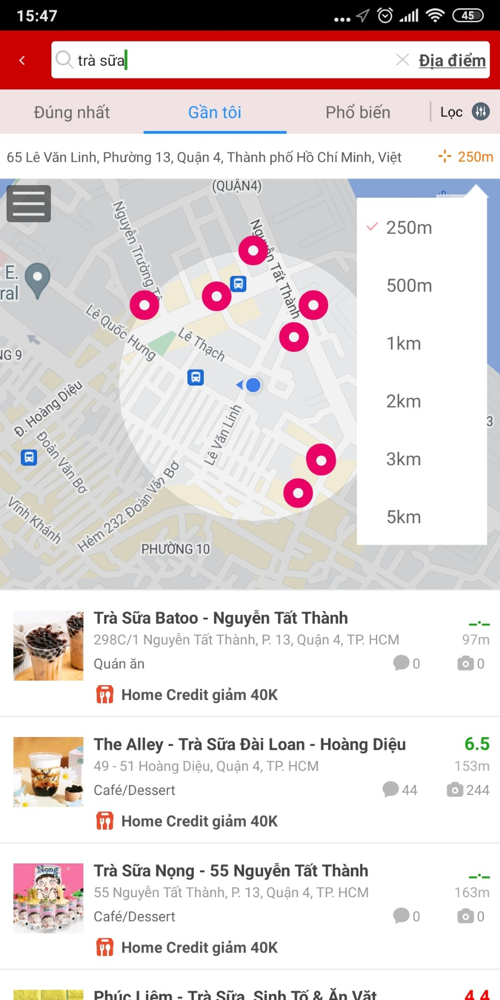 15:47
45
trà sữa
Địa điểm
Đúng nhất
Gần tôi
Phổ biến
Lọc
65 Lê Văn Linh, Phường 13, Quận 4, Thành phố Hồ Chí Minh, Việt
250m
(QUẬN4)
Nguyễn Trường Tộ
Nguyễn Tất Thành
E.
ral
Lê Quốc Hưng
Lê Thạch
NG 9
Đ. Hoàng Diệu
Đoàn Văn Bơ
Lê Văn Linh
Hẻm 232 Đoàn Văn Bơ
Vĩnh Khánh
PHƯỜNG 10
3
250m
500m
1km
2km
3km
5km
Trà Sữa Batoo - Nguyễn Tất Thành
298C/1 Nguyễn Tất Thành, P. 13, Quận 4, TP. HCM
97m
Quán ăn
0
0
Home Credit giảm 40K
The Alley - Trà Sữa Đài Loan - Hoàng Diệu
6.5
49 - 51 Hoàng Diệu, Quận 4, TP. HCM
153m
Café/Dessert
44
244
Home Credit giảm 40K
Nọng
Trà Sữa Nọng - 55 Nguyễn Tất Thành
55 Nguyễn Tất Thành, P. 13, Quận 4, TP. HCM
163m
Café/Dessert
0
0
Home Credit giảm 40K
Phúc Liêm - Trà Sữa, Sinh Tố & Ăn Vặt
4.4